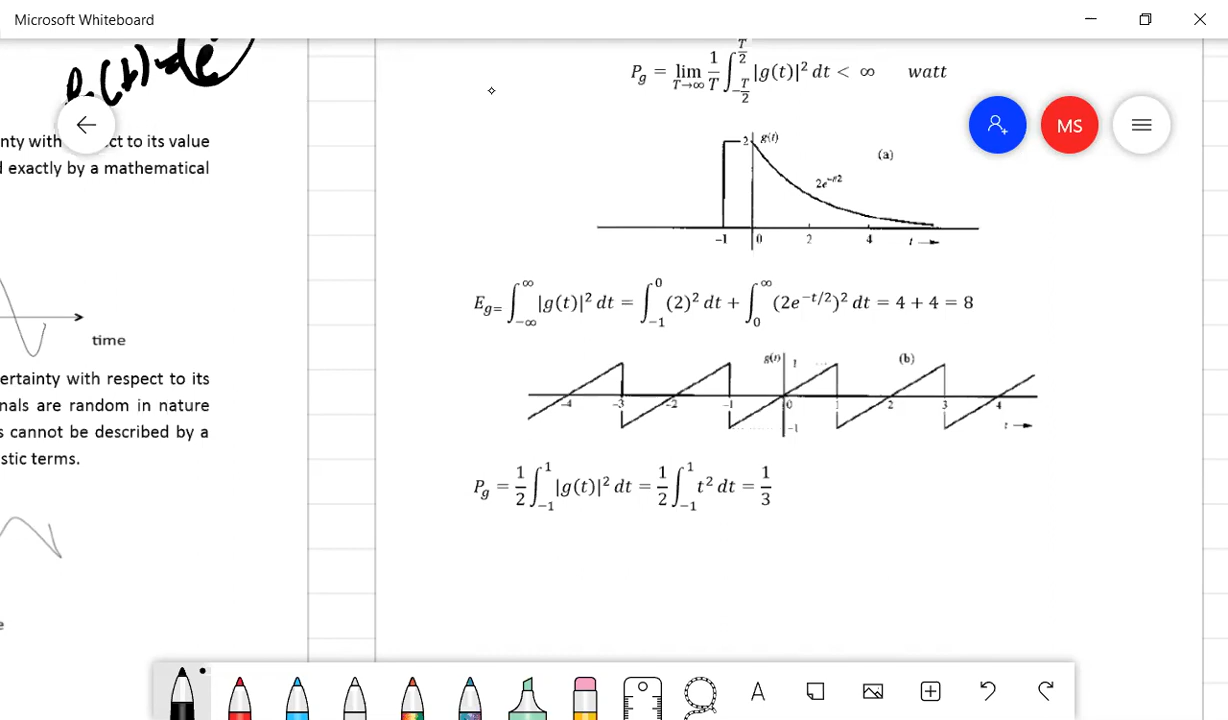 Microsoft Whiteboard
nty with
ct to its value
d exactly by a mathematical
time
ertainty with respect to its
nals are random in nature
s cannot be described by a
stic terms.
e
P_g = lim_{T→∞} 1/T ∫_{-T/2}^{T/2} |g(t)|² dt < ∞ watt
MS
2 g(t) (a)
2e^{-t/2}
-1 0 2 4 t
E_{g=} ∫_{-∞}^{∞} |g(t)|² dt = ∫_{-1}^{0} (2)² dt + ∫_{0}^{∞} (2e^{-t/2})² dt = 4 + 4 = 8
g(t) 1 (b)
-4 -3 -2 -1 0 1 2 3 4
-1 t
P_g = 1/2 ∫_{-1}^{1} |g(t)|² dt = 1/2 ∫_{-1}^{1} t² dt = 1/3
A